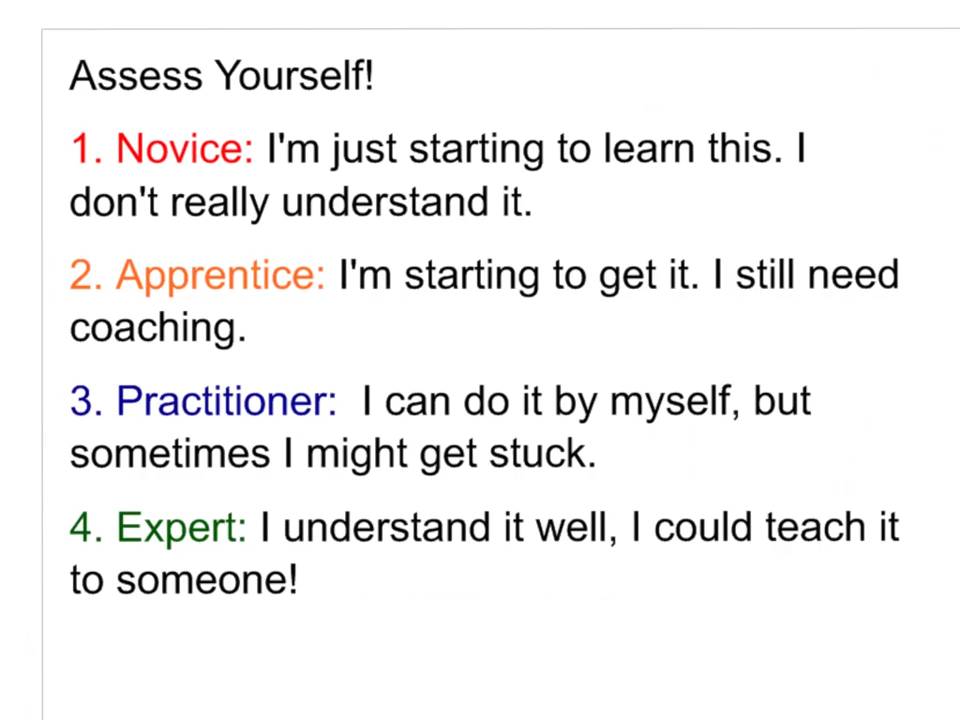 Assess Yourself!
1. Novice: I'm just starting to learn this. I
don't really understand it.
2. Apprentice: I'm starting to get it. I still need
coaching.
3. Practitioner:  I can do it by myself, but
sometimes I might get stuck.
4. Expert: I understand it well, I could teach it
to someone!